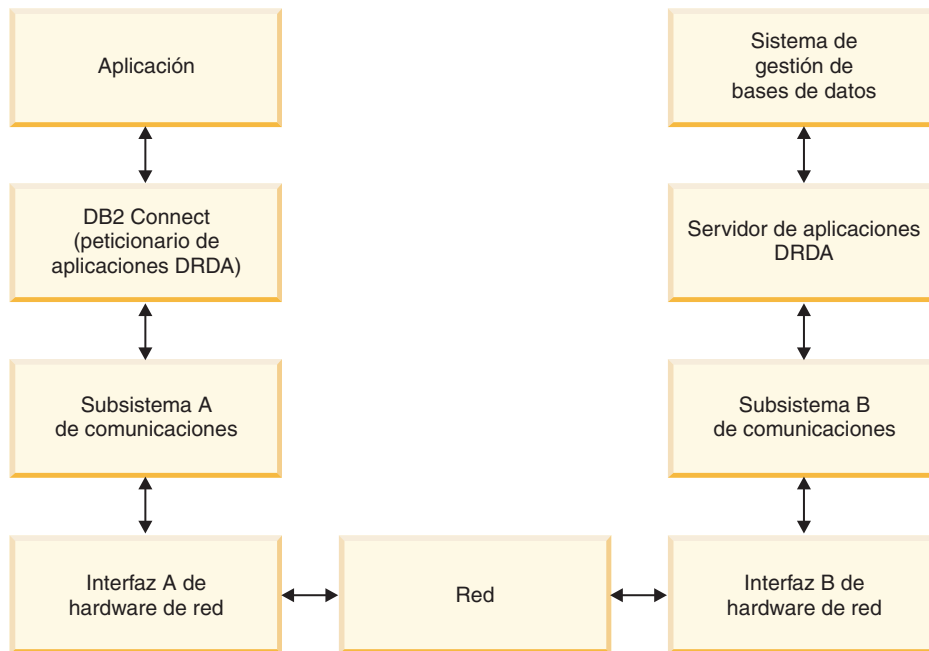 Aplicación
Sistema de
gestión de
bases de datos
DB2 Connect
(peticionario de
aplicaciones DRDA)
Servidor de aplicaciones
DRDA
Subsistema A
de comunicaciones
Subsistema B
de comunicaciones
Interfaz A de
hardware de red
Red
Interfaz B de
hardware de red